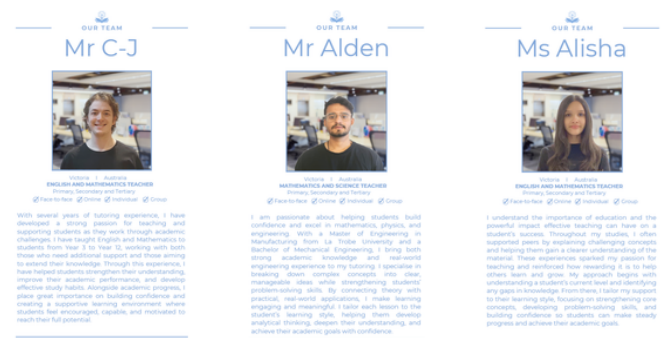 OUR TEAM
Mr C-J
Victoria | Australia
ENGLISH AND MATHEMATICS TEACHER
Primary, Secondary and Tertiary
Face-to-face Online Individual Group
With several years of tutoring experience, I have
developed a strong passion for teaching and
supporting students as they work through academic
challenges. I have taught English and Mathematics to
students from Year 3 to Year 12, working with both
those who need additional support and those aiming
to extend their knowledge. Through this experience, I
have helped students strengthen their understanding,
improve their academic performance, and develop
effective study habits. Alongside academic progress, I
place great importance on building confidence and
creating a supportive learning environment where
students feel encouraged, capable, and motivated to
reach their full potential.
OUR TEAM
Mr Alden
Victoria | Australia
MATHEMATICS AND SCIENCE TEACHER
Primary, Secondary and Tertiary
Face-to-face Online Individual Group
I am passionate about helping students build
confidence and excel in mathematics, physics, and
engineering. With a Master of Engineering in
Manufacturing from La Trobe University and a
Bachelor of Mechanical Engineering, I bring both
strong academic knowledge and real-world
engineering experience to my tutoring. I specialise in
breaking down complex concepts into clear,
manageable ideas while strengthening students'
problem-solving skills. By connecting theory with
practical, real-world applications, I make learning
engaging and meaningful. I tailor each lesson to the
student's learning style, helping them develop
analytical thinking, deepen their understanding, and
achieve their academic goals with confidence.
OUR TEAM
Ms Alisha
Victoria | Australia
ENGLISH AND MATHEMATICS TEACHER
Primary, Secondary and Tertiary
Face-to-face Online Individual Group
I understand the importance of education and the
powerful impact effective teaching can have on a
student's success. Throughout my studies, I often
supported peers by explaining challenging concepts
and helping them gain a clearer understanding of the
material. These experiences sparked my passion for
teaching and reinforced how rewarding it is to help
others learn and grow. My approach begins with
understanding a student's current level and identifying
any gaps in knowledge. From there, I tailor my support
to their learning style, focusing on strengthening core
concepts, developing problem-solving skills, and
building confidence so students can make steady
progress and achieve their academic goals.